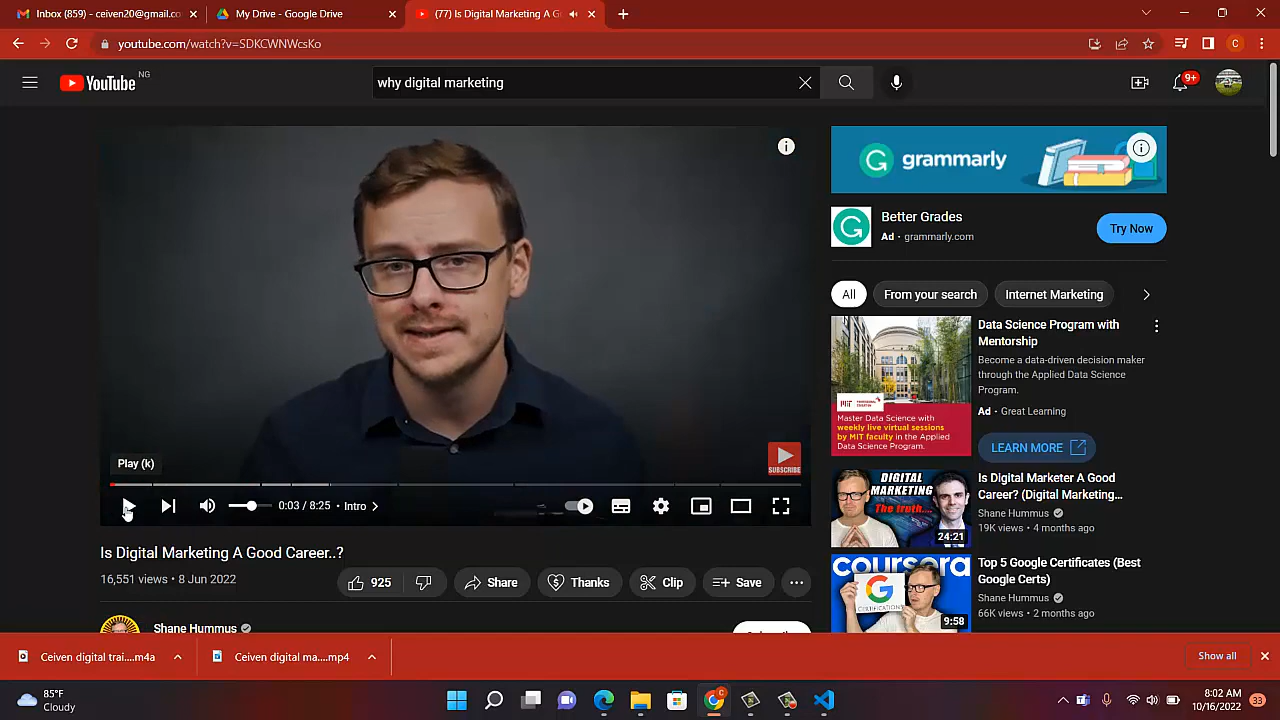 Inbox (859) - ceiven20@gmail.co
My Drive - Google Drive
(77) Is Digital Marketing A G
youtube.com/watch?v=SDKCWNWcsKo
C
YouTube NG
why digital marketing
9+
Play (k)
SUBSCRIBE
0:03 / 8:25 • Intro
Is Digital Marketing A Good Career..?
16,551 views • 8 Jun 2022
925
Share
Thanks
Clip
Save
Shane Hummus
grammarly
Better Grades
Ad • grammarly.com
Try Now
All
From your search
Internet Marketing
Master Data Science with
weekly live virtual sessions
by MIT faculty in the Applied
Data Science Program.
Data Science Program with
Mentorship
Become a data-driven decision maker
through the Applied Data Science
Program.
Ad • Great Learning
LEARN MORE
DIGITAL
MARKETING
The truth....
24:21
Is Digital Marketer A Good
Career? (Digital Marketing...
Shane Hummus
19K views • 4 months ago
coursera
9:58
Top 5 Google Certificates (Best
Google Certs)
Shane Hummus
66K views • 2 months ago
Ceiven digital trai....m4a
Ceiven digital ma....mp4
Show all
85°F
Cloudy
C
8:02 AM
10/16/2022
33